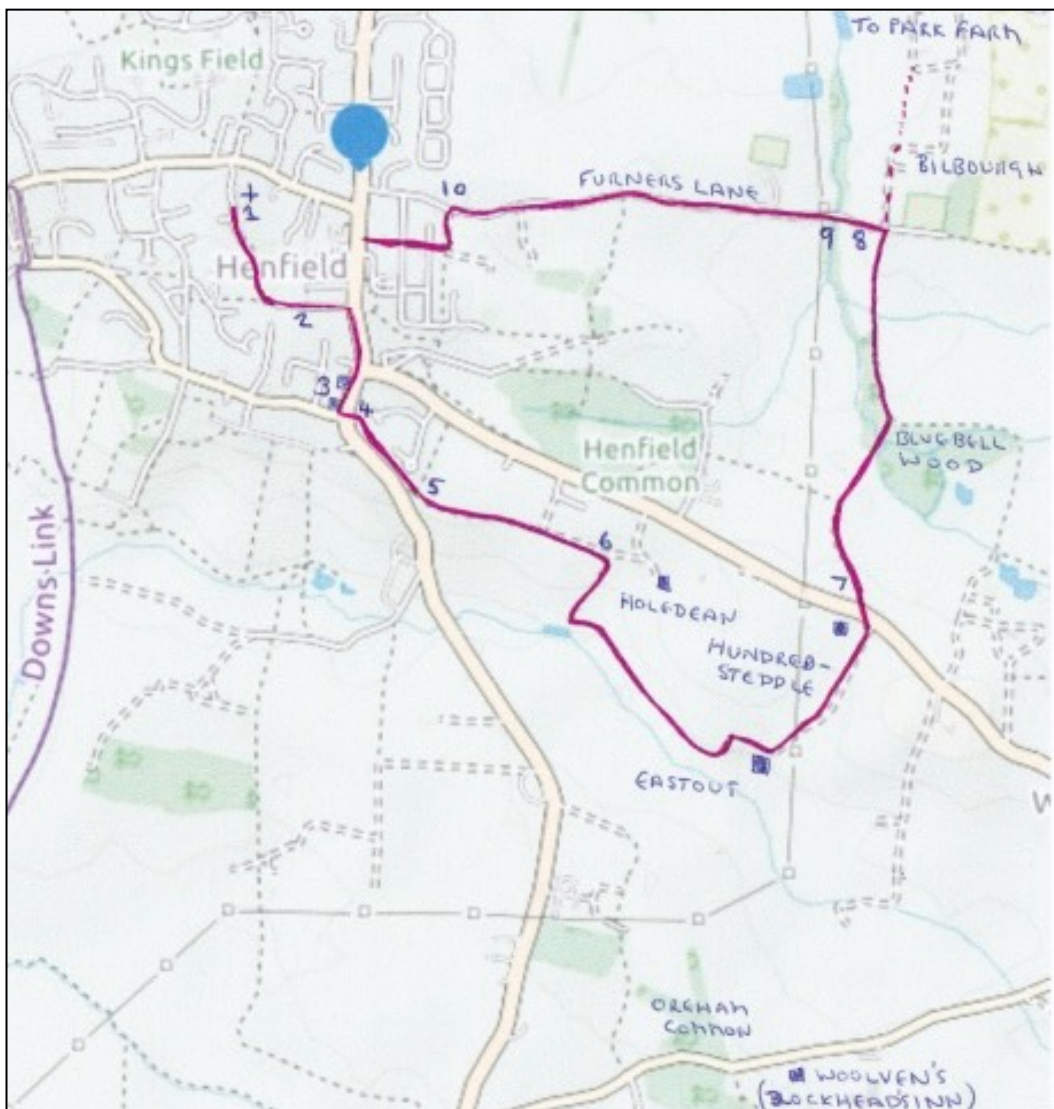 TO PARK FARM
Kings Field
BILBOURGH
10
FURNERS LANE
+
1
9
8
Henfield
2
3
4
BLUEBELL
WOOD
Henfield
Common
5
6
7
HOLEDEAN
Downs Link
HUNDRED-
STEDDLE
EASTOUT
W
OREHAM
COMMON
WOOLVEN'S
(BLOCKHEADS INN)